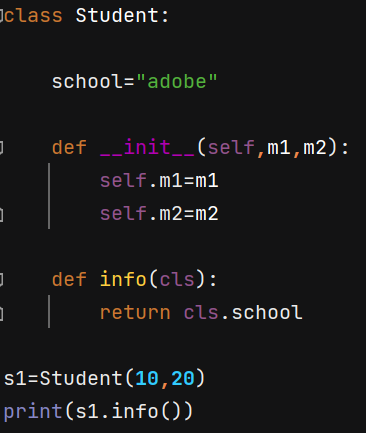 class Student:
    school="adobe"
    def __init__(self,m1,m2):
        self.m1=m1
        self.m2=m2
    def info(cls):
        return cls.school
s1=Student(10,20)
print(s1.info())